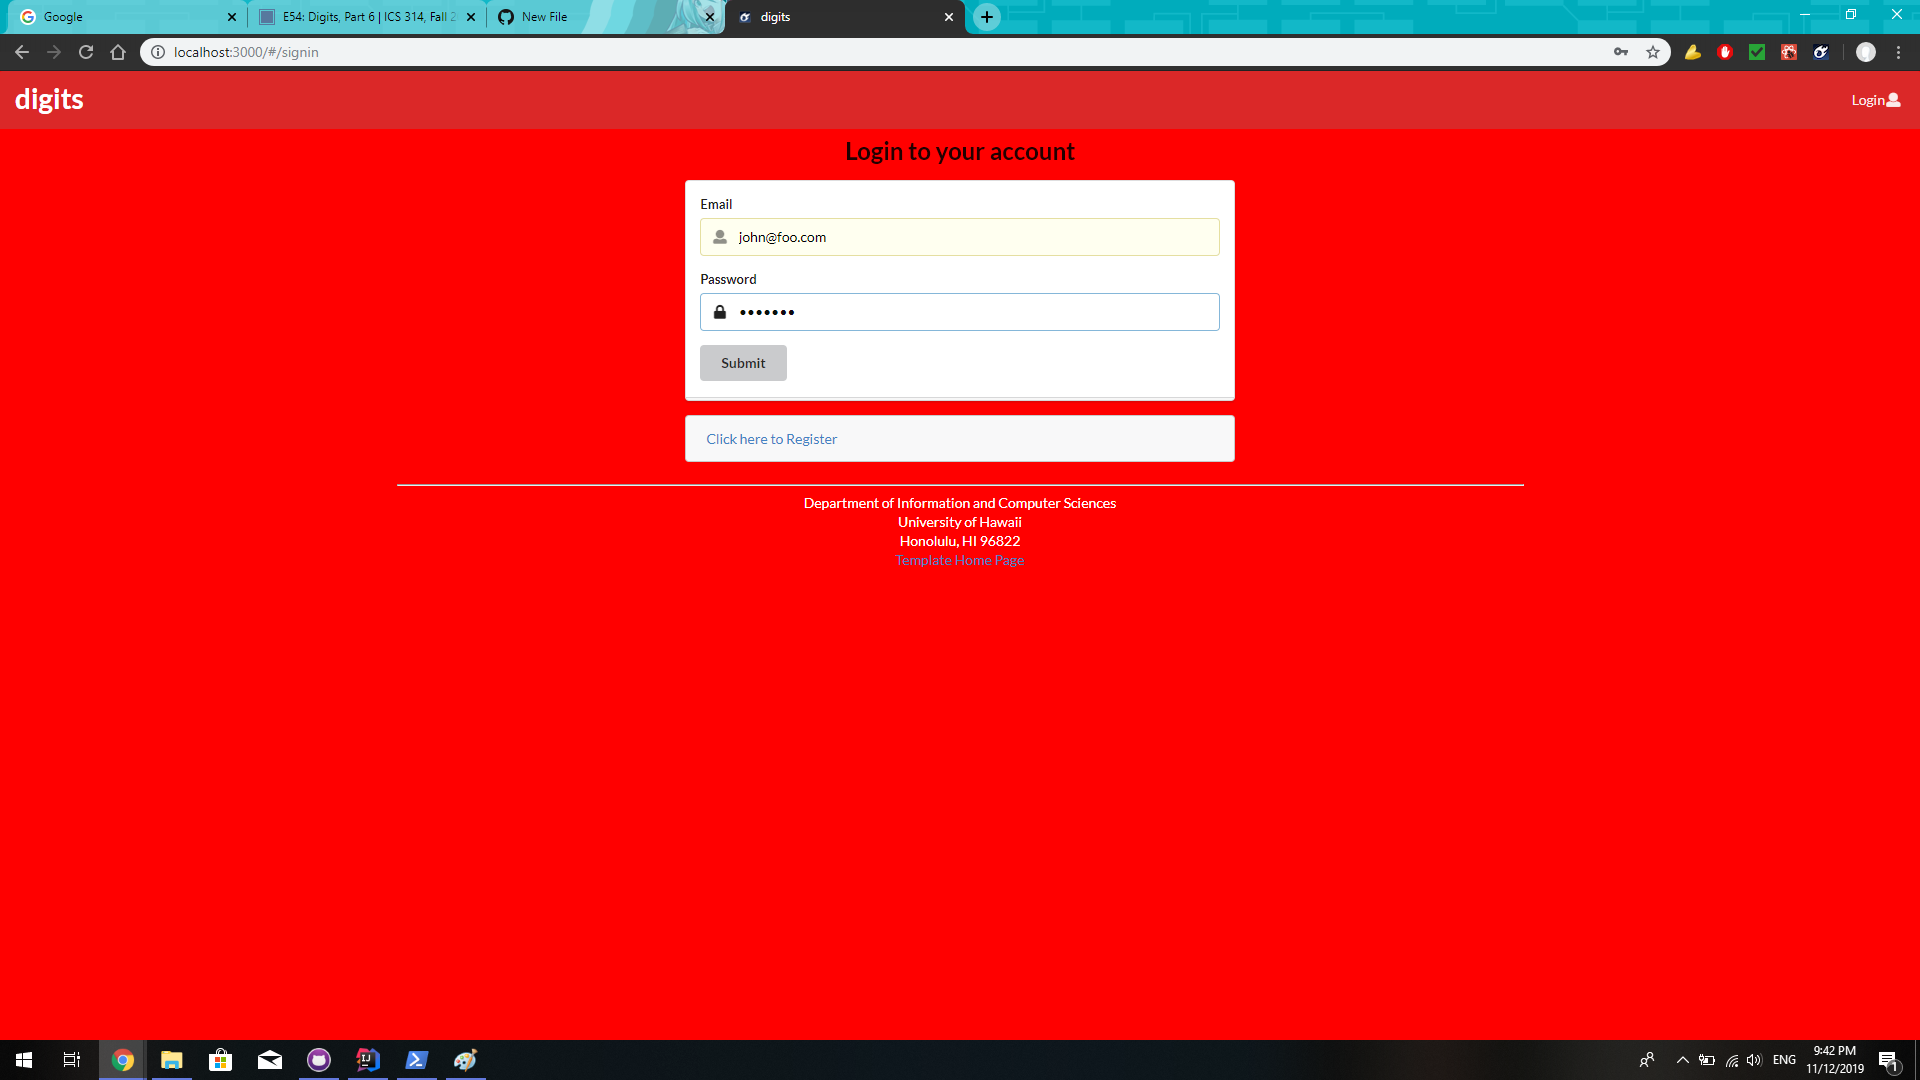 Google
E54: Digits, Part 6 | ICS 314, Fall 2
New File
digits
localhost:3000/#/signin
digits
Login
Login to your account
Email
john@foo.com
Password
Submit
Click here to Register
Department of Information and Computer Sciences
University of Hawaii
Honolulu, HI 96822
Template Home Page
ENG
9:42 PM
11/12/2019
1